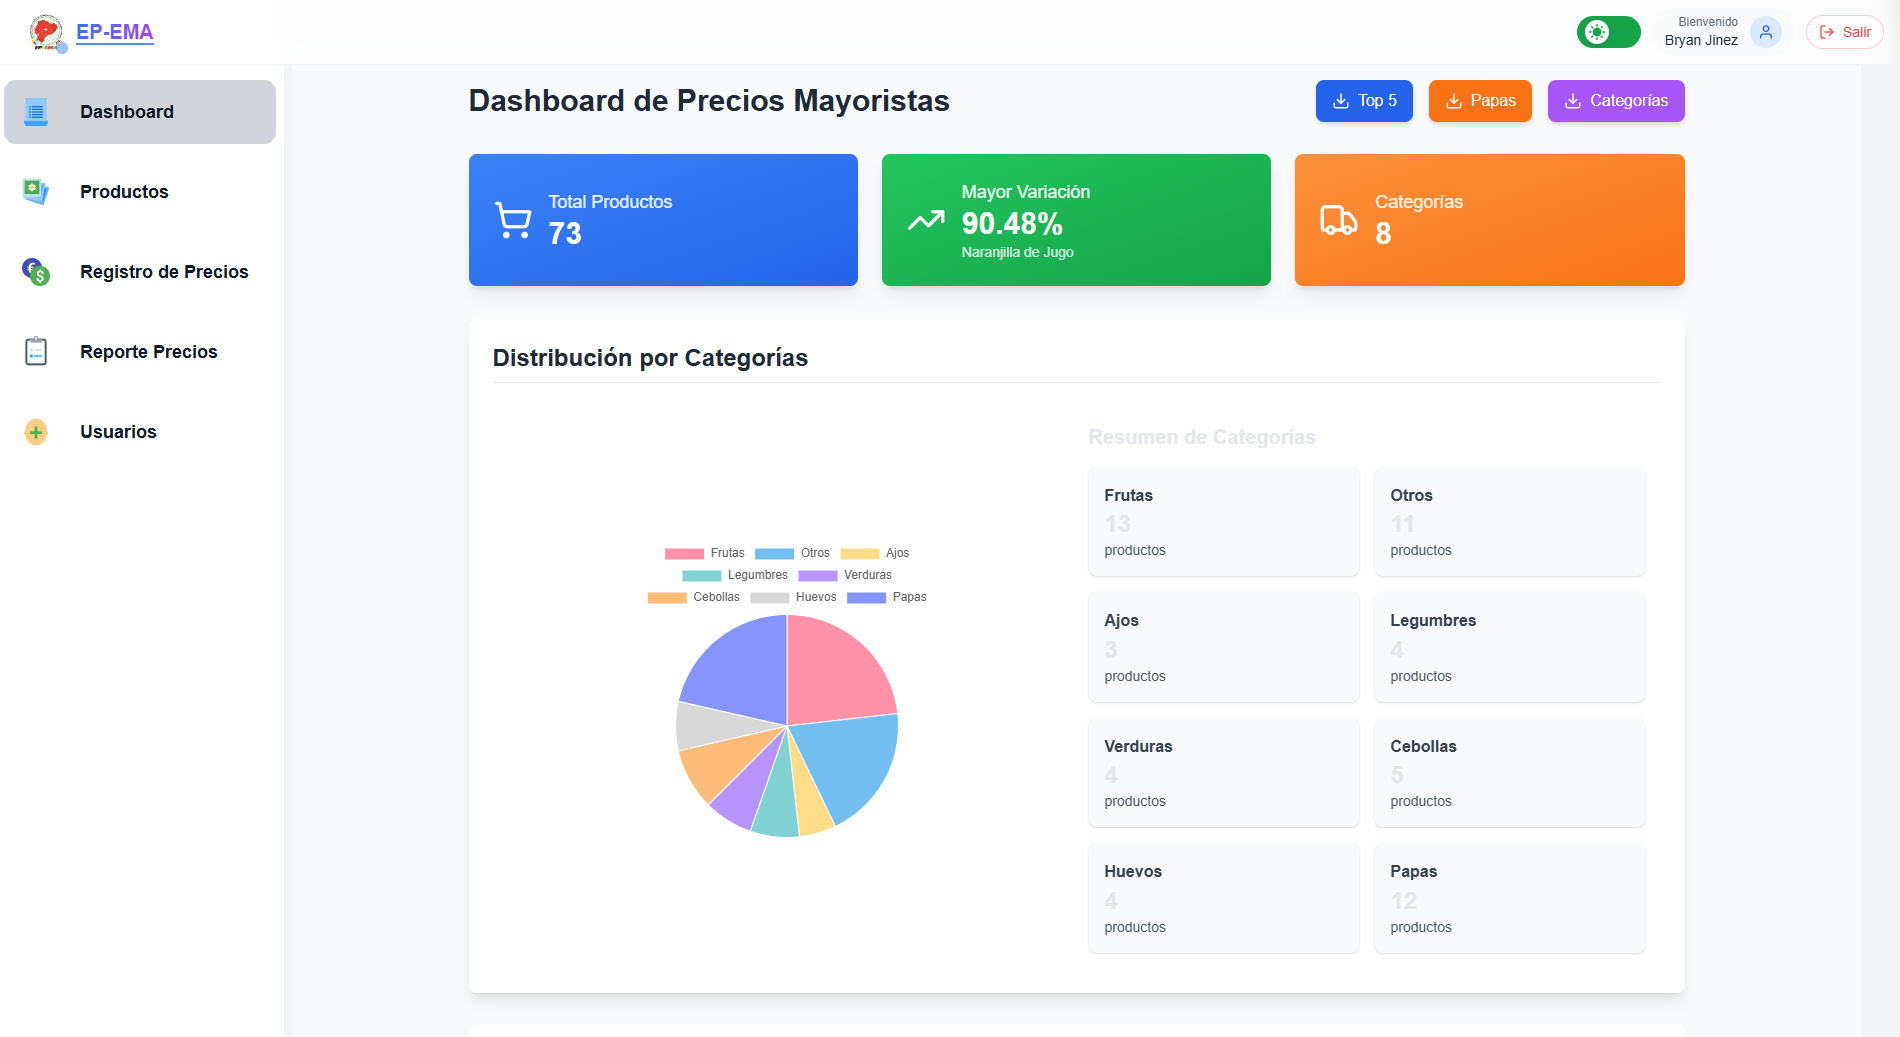 EP-EMA
Bienvenido
Bryan Jinez
Salir
Dashboard
Productos
Registro de Precios
Reporte Precios
Usuarios
Dashboard de Precios Mayoristas
Top 5
Papas
Categorías
Total Productos
73
Mayor Variación
90.48%
Naranjilla de Jugo
Categorías
8
Distribución por Categorías
Frutas Otros Ajos
Legumbres Verduras
Cebollas Huevos Papas
Resumen de Categorías
Frutas
13
productos
Otros
11
productos
Ajos
3
productos
Legumbres
4
productos
Verduras
4
productos
Cebollas
5
productos
Huevos
4
productos
Papas
12
productos